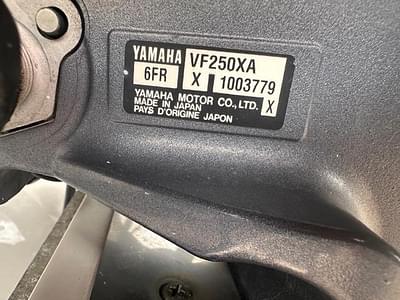 YAMAHA VF250XA
6FR X 1003779
YAMAHA MOTOR CO., LTD.
MADE IN JAPAN X
PAYS D'ORIGINE JAPON